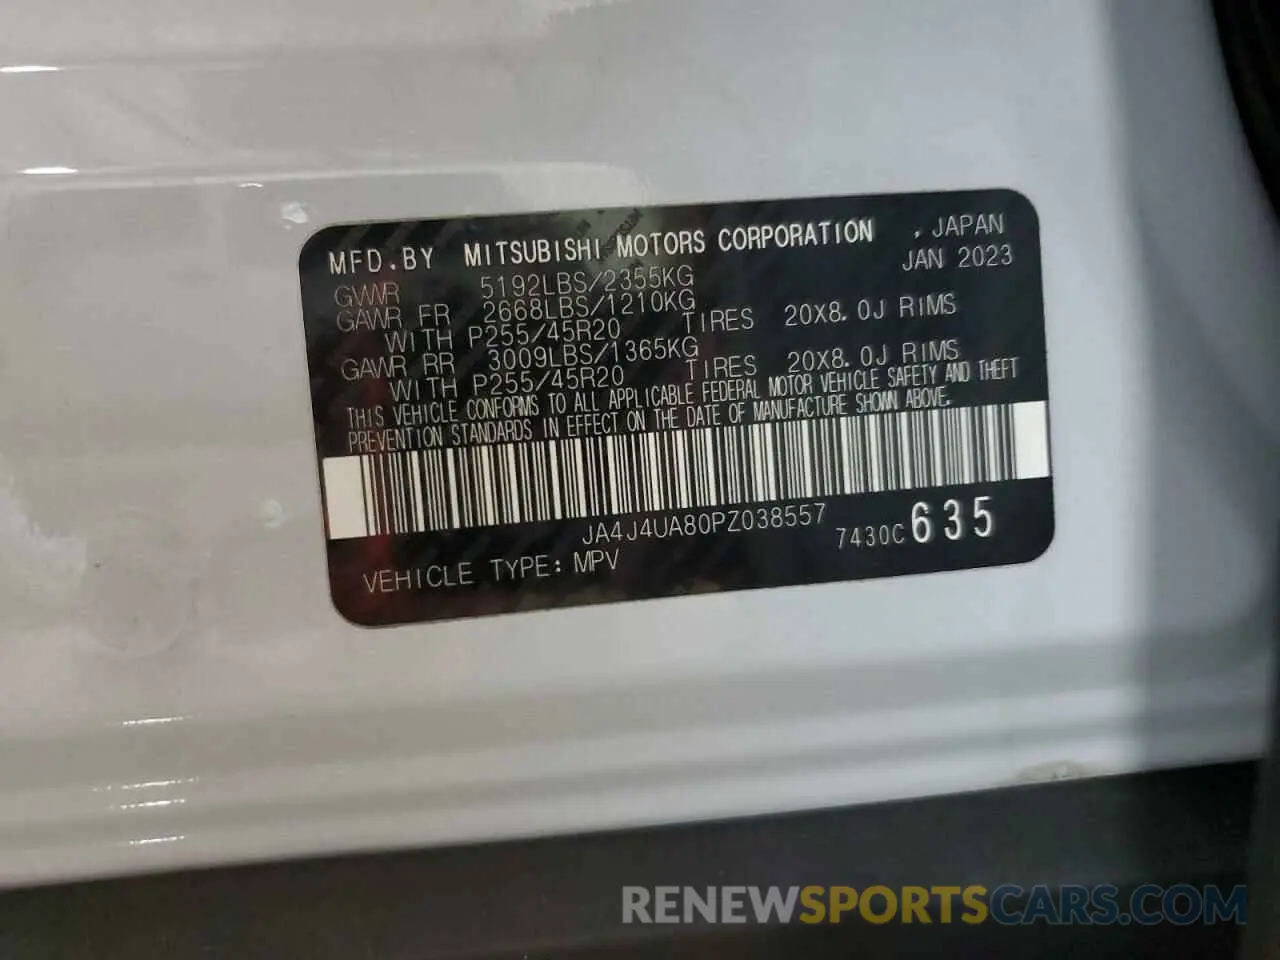 MFD.BY MITSUBISHI MOTORS CORPORATION , JAPAN
JAN 2023
GVWR 5192LBS/2355KG
GAWR FR 2668LBS/1210KG
WITH P255/45R20 TIRES 20X8.0J RIMS
GAWR RR 3009LBS/1365KG
WITH P255/45R20 TIRES 20X8.0J RIMS
THIS VEHICLE CONFORMS TO ALL APPLICABLE FEDERAL MOTOR VEHICLE SAFETY AND THEFT
PREVENTION STANDARDS IN EFFECT ON THE DATE OF MANUFACTURE SHOWN ABOVE.
JA4J4UA80PZ038557
7430C 635
VEHICLE TYPE: MPV
RENEWSPORTSCARS.COM